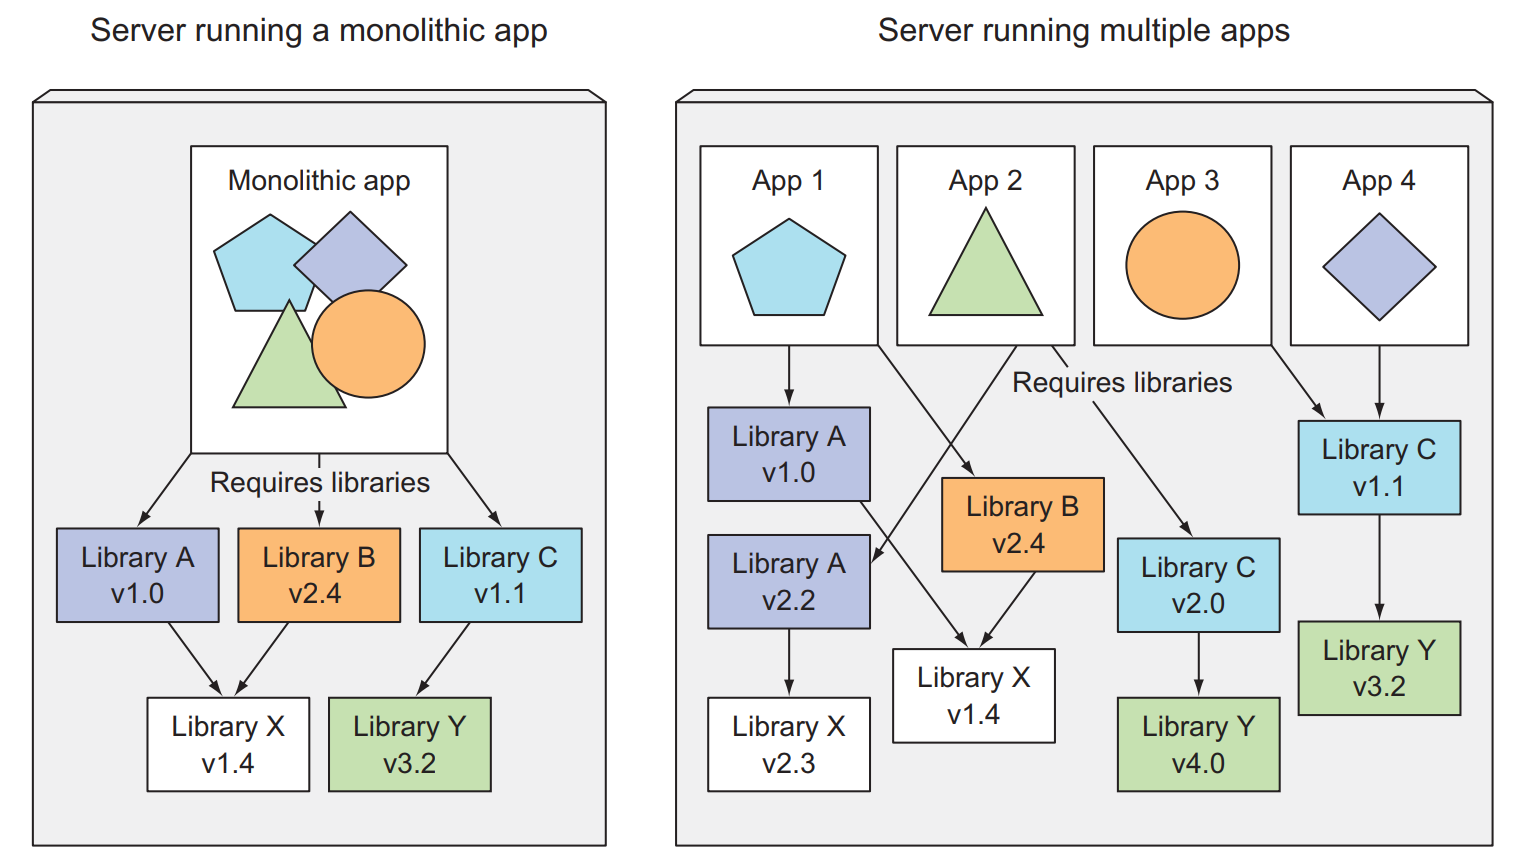 Server running a monolithic app
Monolithic app
Requires libraries
Library A
v1.0
Library B
v2.4
Library C
v1.1
Library X
v1.4
Library Y
v3.2
Server running multiple apps
App 1
App 2
App 3
App 4
Requires libraries
Library A
v1.0
Library B
v2.4
Library C
v1.1
Library A
v2.2
Library C
v2.0
Library X
v1.4
Library Y
v3.2
Library X
v2.3
Library Y
v4.0